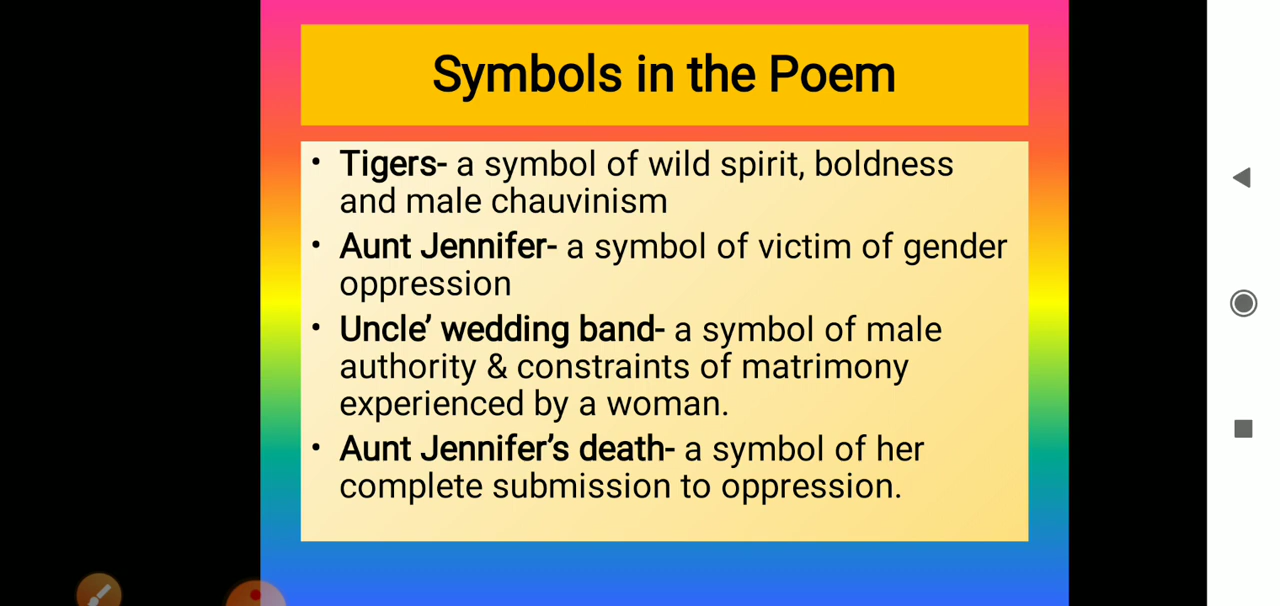 Symbols in the Poem
• Tigers- a symbol of wild spirit, boldness
and male chauvinism
• Aunt Jennifer- a symbol of victim of gender
oppression
• Uncle’ wedding band- a symbol of male
authority & constraints of matrimony
experienced by a woman.
• Aunt Jennifer’s death- a symbol of her
complete submission to oppression.